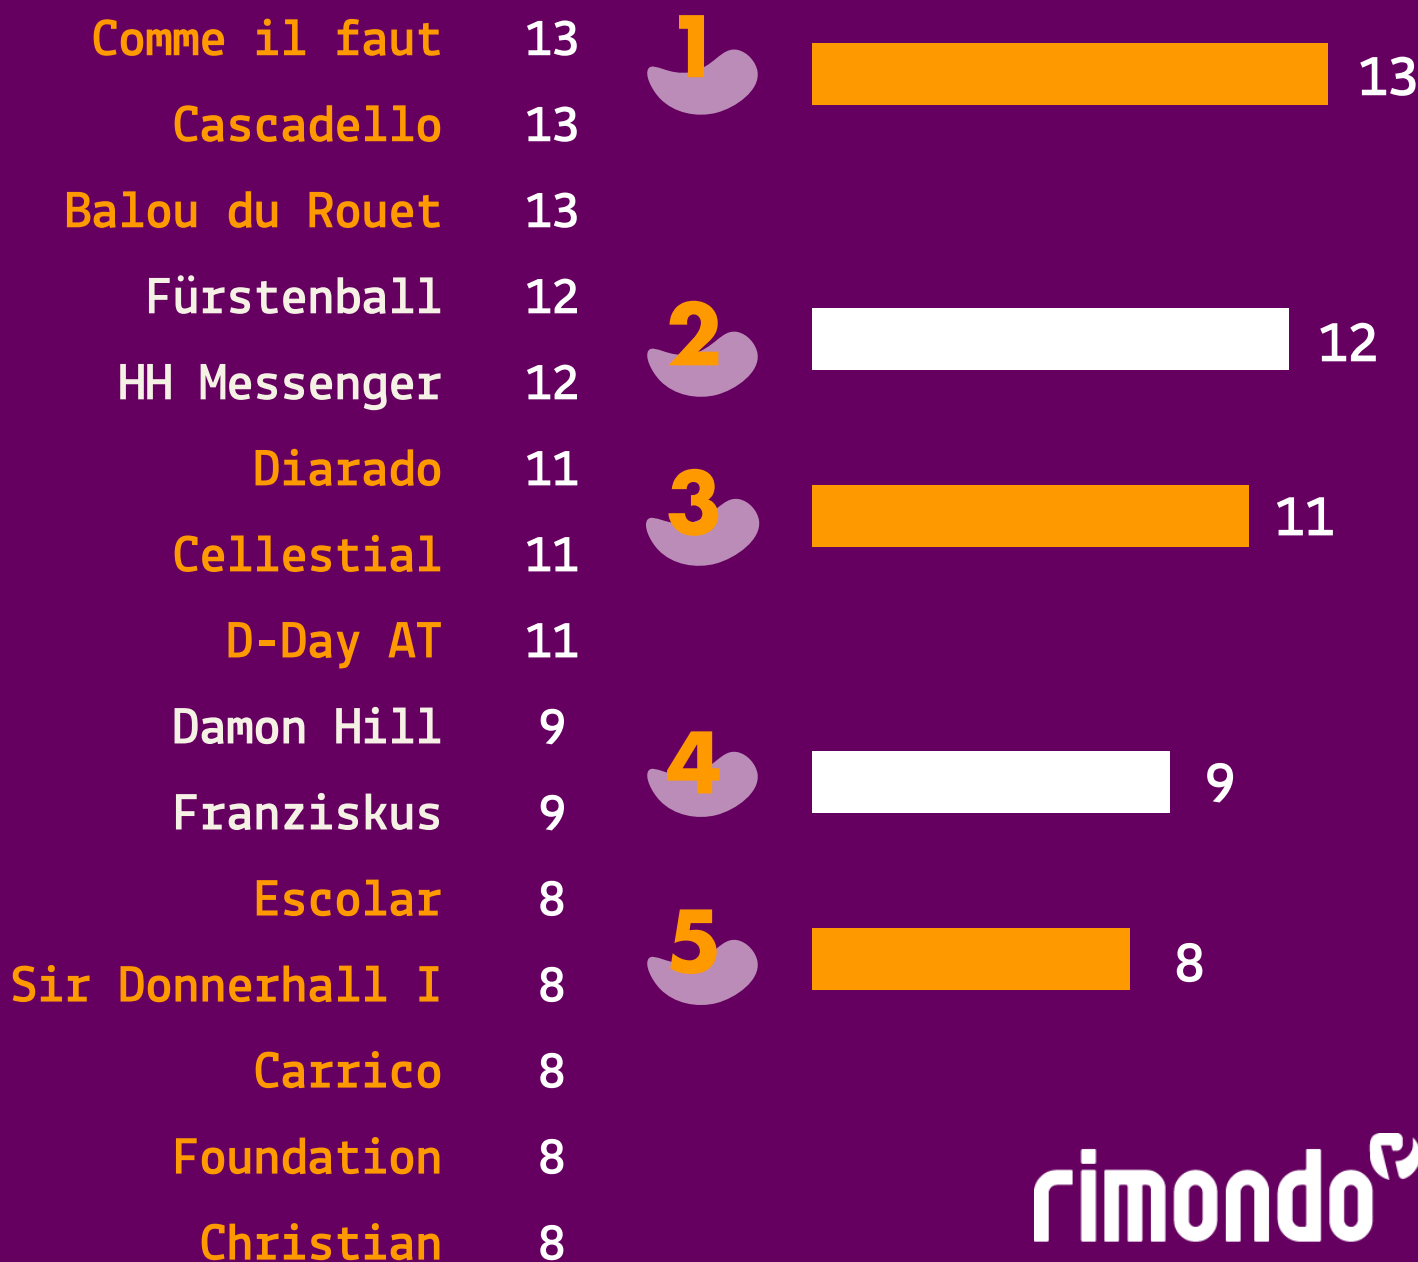 Comme il faut 13
Cascadello 13
Balou du Rouet 13
Fürstenball 12
HH Messenger 12
Diarado 11
Cellestial 11
D-Day AT 11
Damon Hill 9
Franziskus 9
Escolar 8
Sir Donnerhall I 8
Carrico 8
Foundation 8
Christian 8
1 13
2 12
3 11
4 9
5 8
rimondo